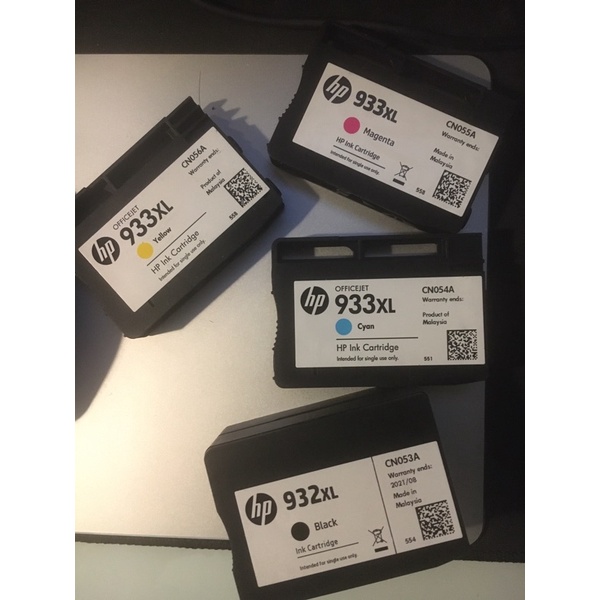 hp 933XL
Magenta
HP Ink Cartridge
Intended for single use only.
CN055A
Warranty ends:
Made in
Malaysia
558
OFFICEJET
hp 933XL
Yellow
HP Ink Cartridge
Intended for single use only.
CN056A
Warranty ends:
Product of
Malaysia
558
OFFICEJET
hp 933XL
Cyan
HP Ink Cartridge
Intended for single use only.
CN054A
Warranty ends:
Product of
Malaysia
551
hp 932XL
Black
Ink Cartridge
Intended for single use only.
CN053A
Warranty ends:
2021/08
Made in
Malaysia
554